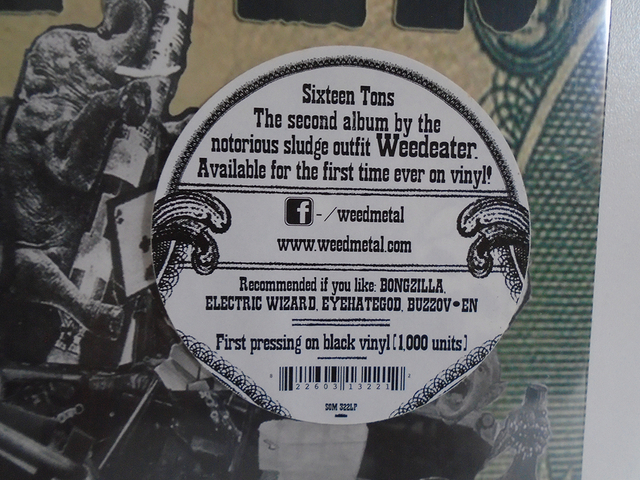 Sixteen Tons
The second album by the
notorious sludge outfit Weedeater.
Available for the first time ever on vinyl!
f -/weedmetal
www.weedmetal.com
Recommended if you like: BONGZILLA,
ELECTRIC WIZARD, EYEHATEGOD, BUZZOV•EN
First pressing on black vinyl (1,000 units)
22603 13221
SOM 322LP